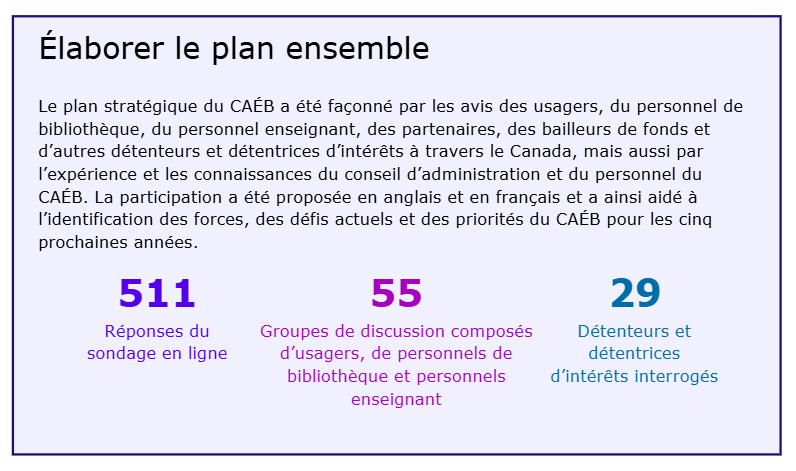 Élaborer le plan ensemble
Le plan stratégique du CAÉB a été façonné par les avis des usagers, du personnel de
bibliothèque, du personnel enseignant, des partenaires, des bailleurs de fonds et
d’autres détenteurs et détentrices d’intérêts à travers le Canada, mais aussi par
l’expérience et les connaissances du conseil d’administration et du personnel du
CAÉB. La participation a été proposée en anglais et en français et a ainsi aidé à
l’identification des forces, des défis actuels et des priorités du CAÉB pour les cinq
prochaines années.
511
Réponses du
sondage en ligne
55
Groupes de discussion composés
d’usagers, de personnels de
bibliothèque et personnels
enseignant
29
Détenteurs et
détentrices
d’intérêts interrogés